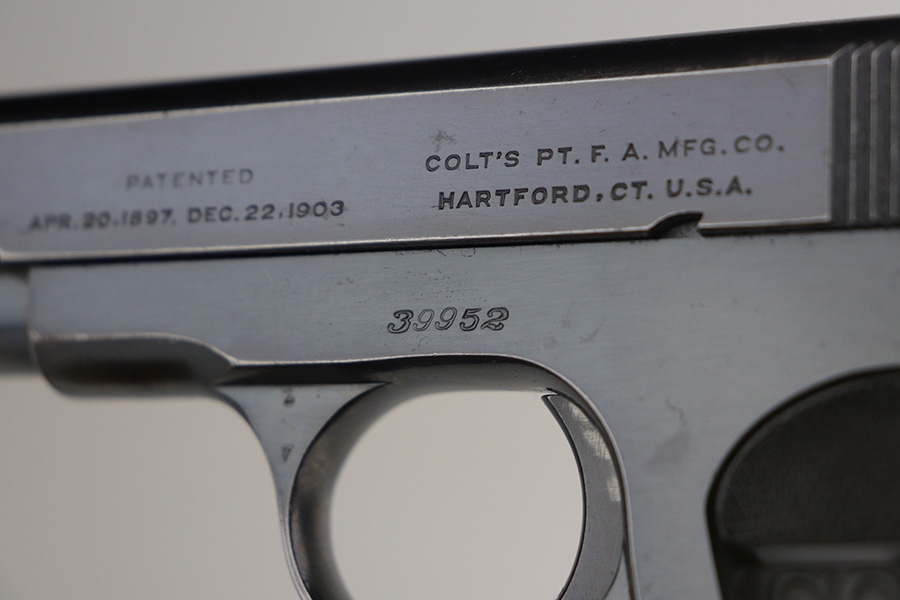 PATENTED
APR. 20, 1897. DEC. 22, 1903
COLT'S PT. F. A. MFG. CO.
HARTFORD, CT. U.S.A.
39952